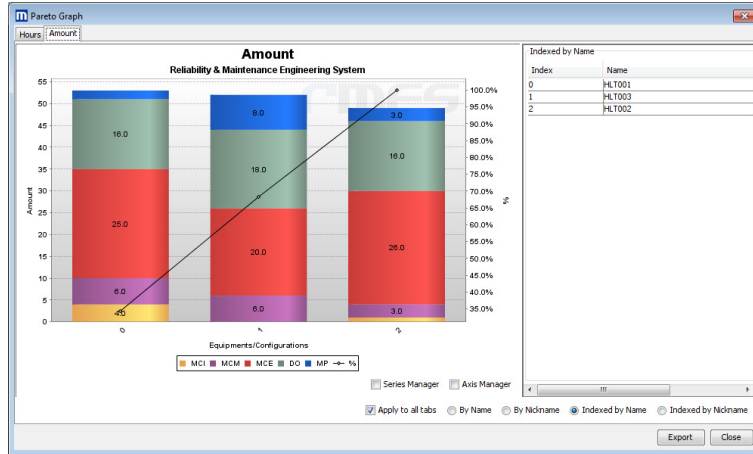 m Pareto Graph
Hours Amount
Amount
Reliability & Maintenance Engineering System
Indexed by Name
Index Name
0 HLT001
1 HLT003
2 HLT002
55
50
45
40
35
30
25
20
15
10
5
0
Amount
16.0
25.0
6.0
4.0
8.0
18.0
20.0
6.0
3.0
16.0
26.0
3.0
100.0%
95.0%
90.0%
85.0%
80.0%
75.0%
70.0%
65.0%
60.0%
55.0%
50.0%
45.0%
40.0%
35.0%
%
0 1 2
Equipments/Configurations
MCI MCM MCE DO MP %
Series Manager Axis Manager
Apply to all tabs By Name By Nickname Indexed by Name Indexed by Nickname
Export Close